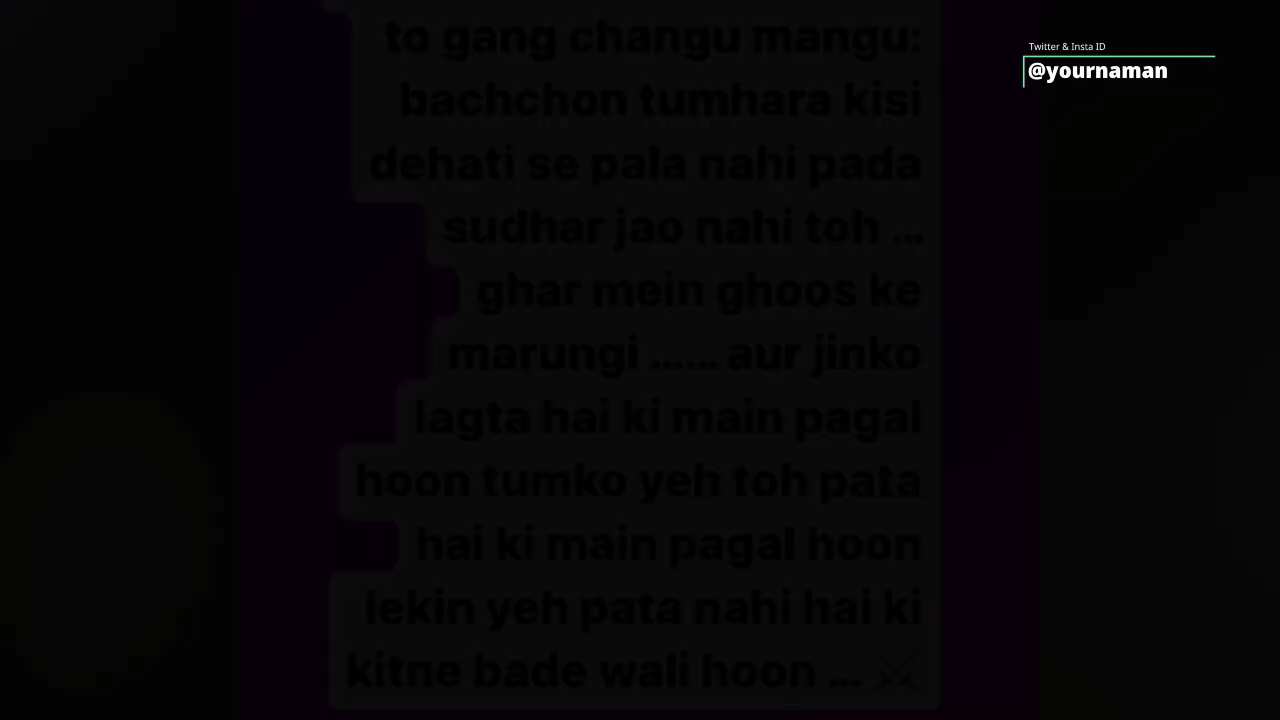 to gang changu mangu:
bachchon tumhara kisi
dehati se pala nahi pada
sudhar jao nahi toh ...
ghar mein ghoos ke
marungi ...... aur jinko
lagta hai ki main pagal
hoon tumko yeh toh pata
hai ki main pagal hoon
lekin yeh pata nahi hai ki
kitne bade wali hoon ... ⚔
Twitter & Insta ID
@yournaman